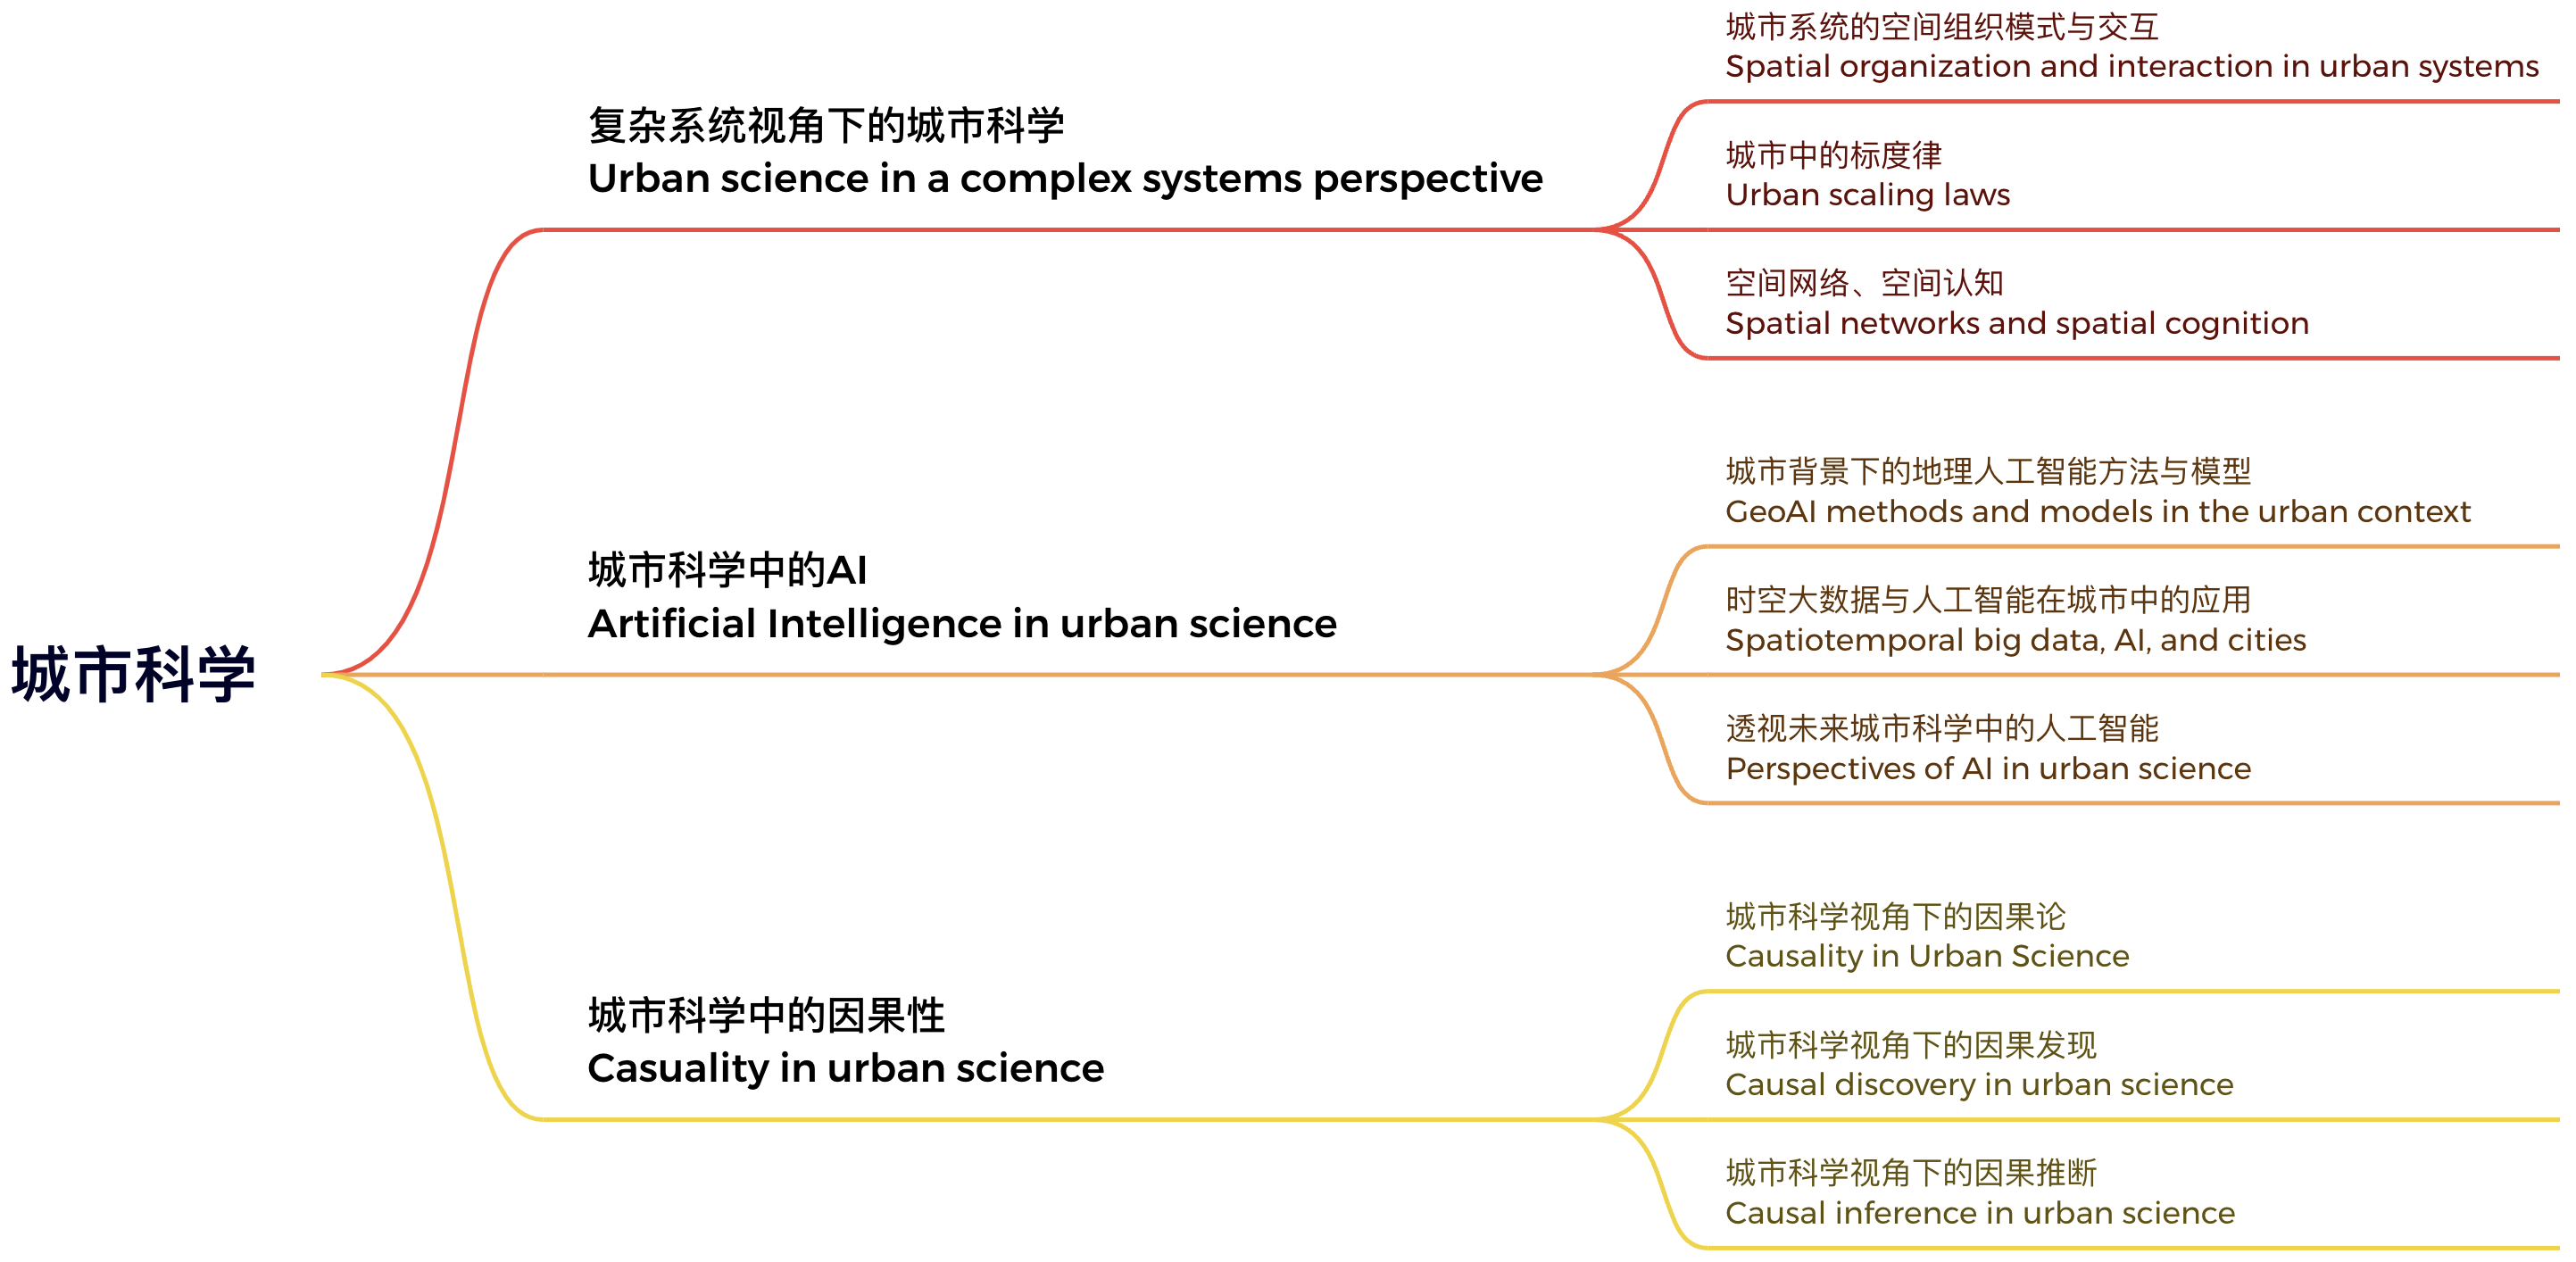 城市科学
复杂系统视角下的城市科学
Urban science in a complex systems perspective
城市系统的空间组织模式与交互
Spatial organization and interaction in urban systems
城市中的标度律
Urban scaling laws
空间网络、空间认知
Spatial networks and spatial cognition
城市科学中的AI
Artificial Intelligence in urban science
城市背景下的地理人工智能方法与模型
GeoAI methods and models in the urban context
时空大数据与人工智能在城市中的应用
Spatiotemporal big data, AI, and cities
透视未来城市科学中的人工智能
Perspectives of AI in urban science
城市科学中的因果性
Casuality in urban science
城市科学视角下的因果论
Causality in Urban Science
城市科学视角下的因果发现
Causal discovery in urban science
城市科学视角下的因果推断
Causal inference in urban science